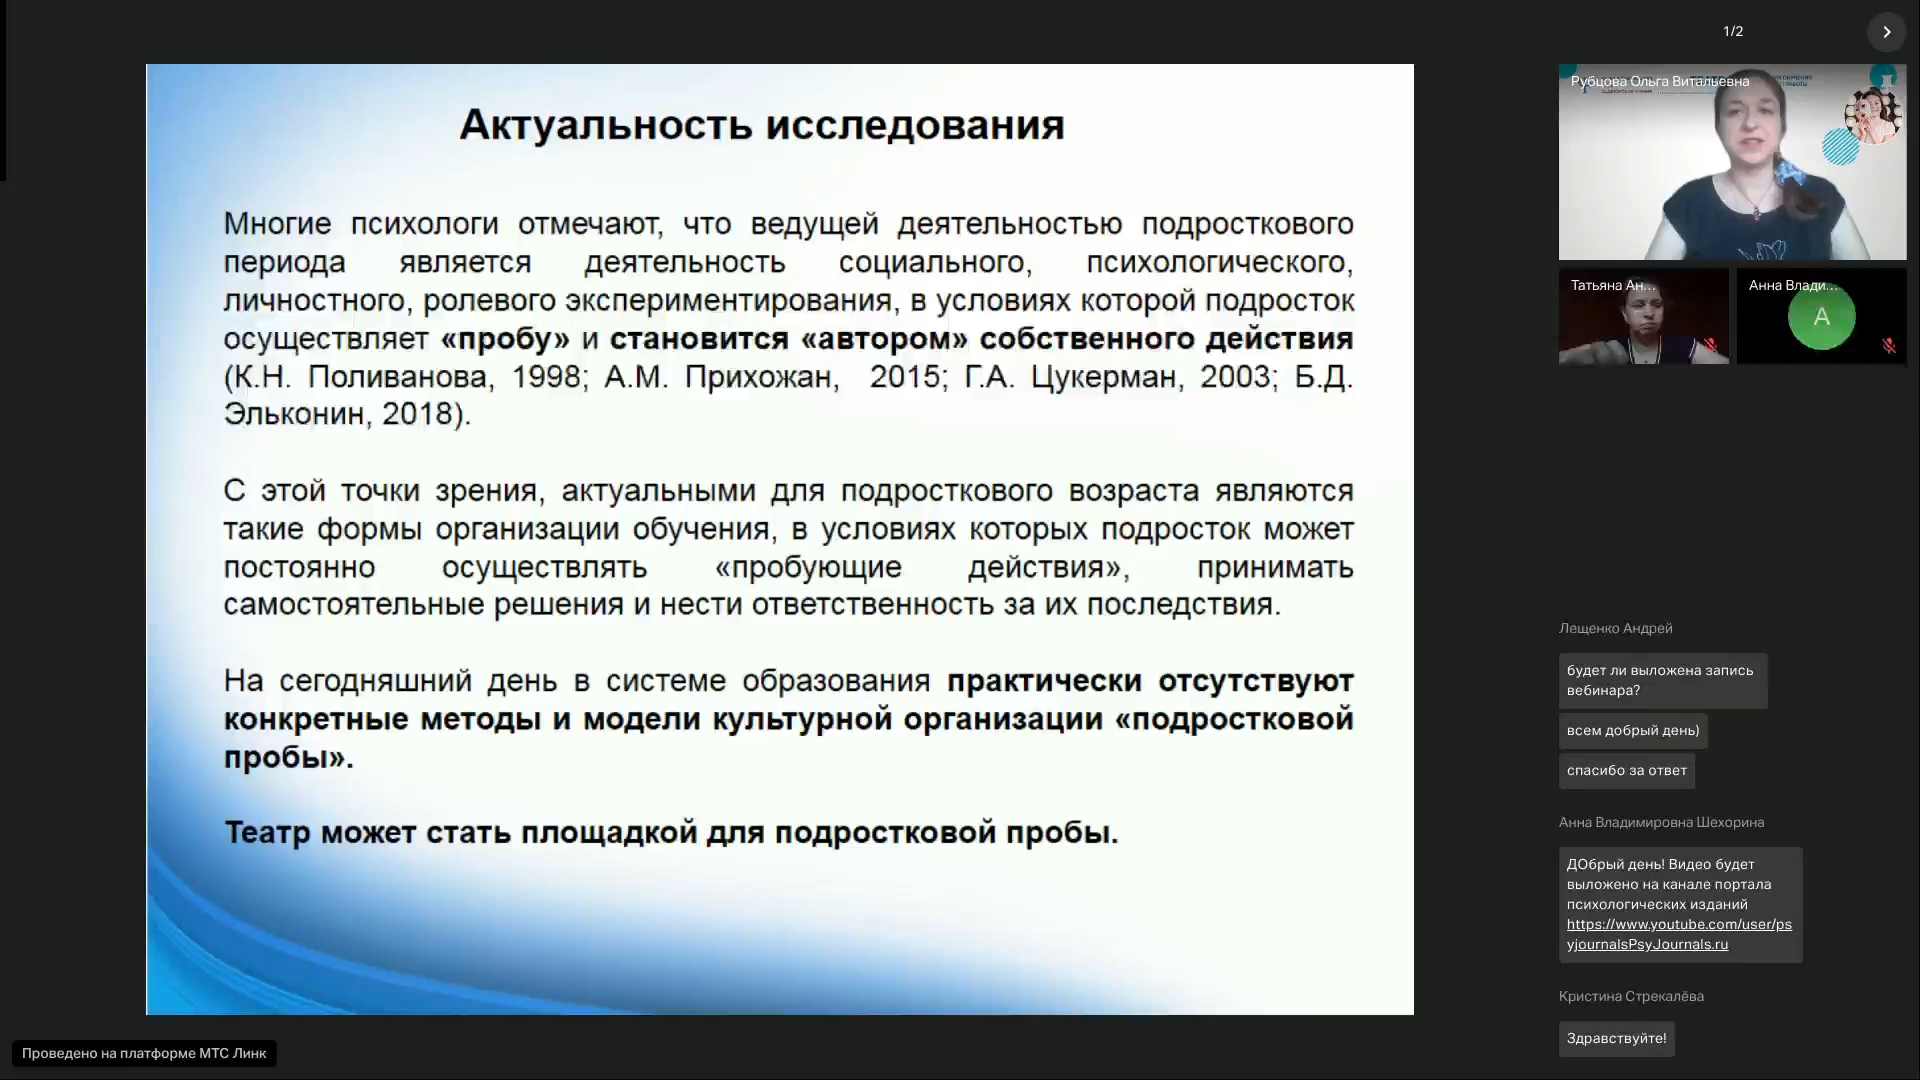 1/2
Актуальность исследования
Многие психологи отмечают, что ведущей деятельностью подросткового
периода является деятельность социального, психологического,
личностного, ролевого экспериментирования, в условиях которой подросток
осуществляет «пробу» и становится «автором» собственного действия
(К.Н. Поливанова, 1998; А.М. Прихожан, 2015; Г.А. Цукерман, 2003; Б.Д.
Эльконин, 2018).
С этой точки зрения, актуальными для подросткового возраста являются
такие формы организации обучения, в условиях которых подросток может
постоянно осуществлять «пробующие действия», принимать
самостоятельные решения и нести ответственность за их последствия.
На сегодняшний день в системе образования практически отсутствуют
конкретные методы и модели культурной организации «подростковой
пробы».
Театр может стать площадкой для подростковой пробы.
Проведено на платформе МТС Линк
Рубцова Ольга Витальевна
Татьяна Ан...
Анна Влади...
А
Лещенко Андрей
будет ли выложена запись
вебинара?
всем добрый день)
спасибо за ответ
Анна Владимировна Шехорина
ДОбрый день! Видео будет
выложено на канале портала
психологических изданий
https://www.youtube.com/user/ps
yjournalsPsyJournals.ru
Кристина Стрекалёва
Здравствуйте!